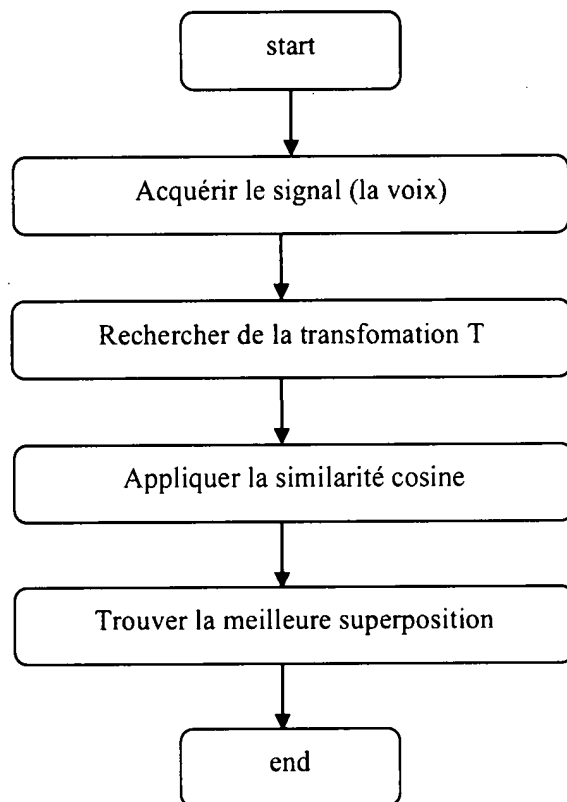 start
Acquérir le signal (la voix)
Rechercher de la transfomation T
Appliquer la similarité cosine
Trouver la meilleure superposition
end